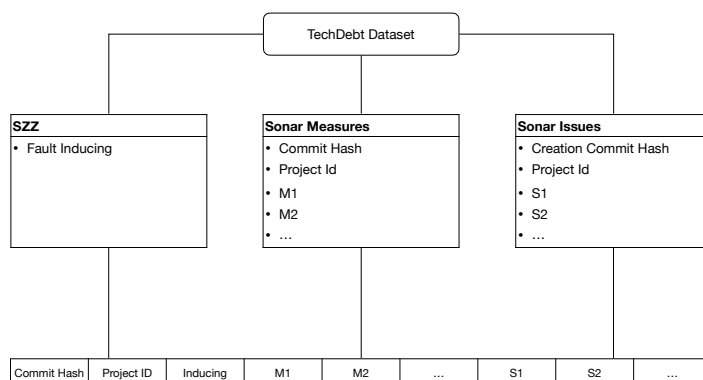 TechDebt Dataset
SZZ
• Fault Inducing
Sonar Measures
• Commit Hash
• Project Id
• M1
• M2
• …
Sonar Issues
• Creation Commit Hash
• Project Id
• S1
• S2
• …
Commit Hash Project ID Inducing M1 M2 … S1 S2 …